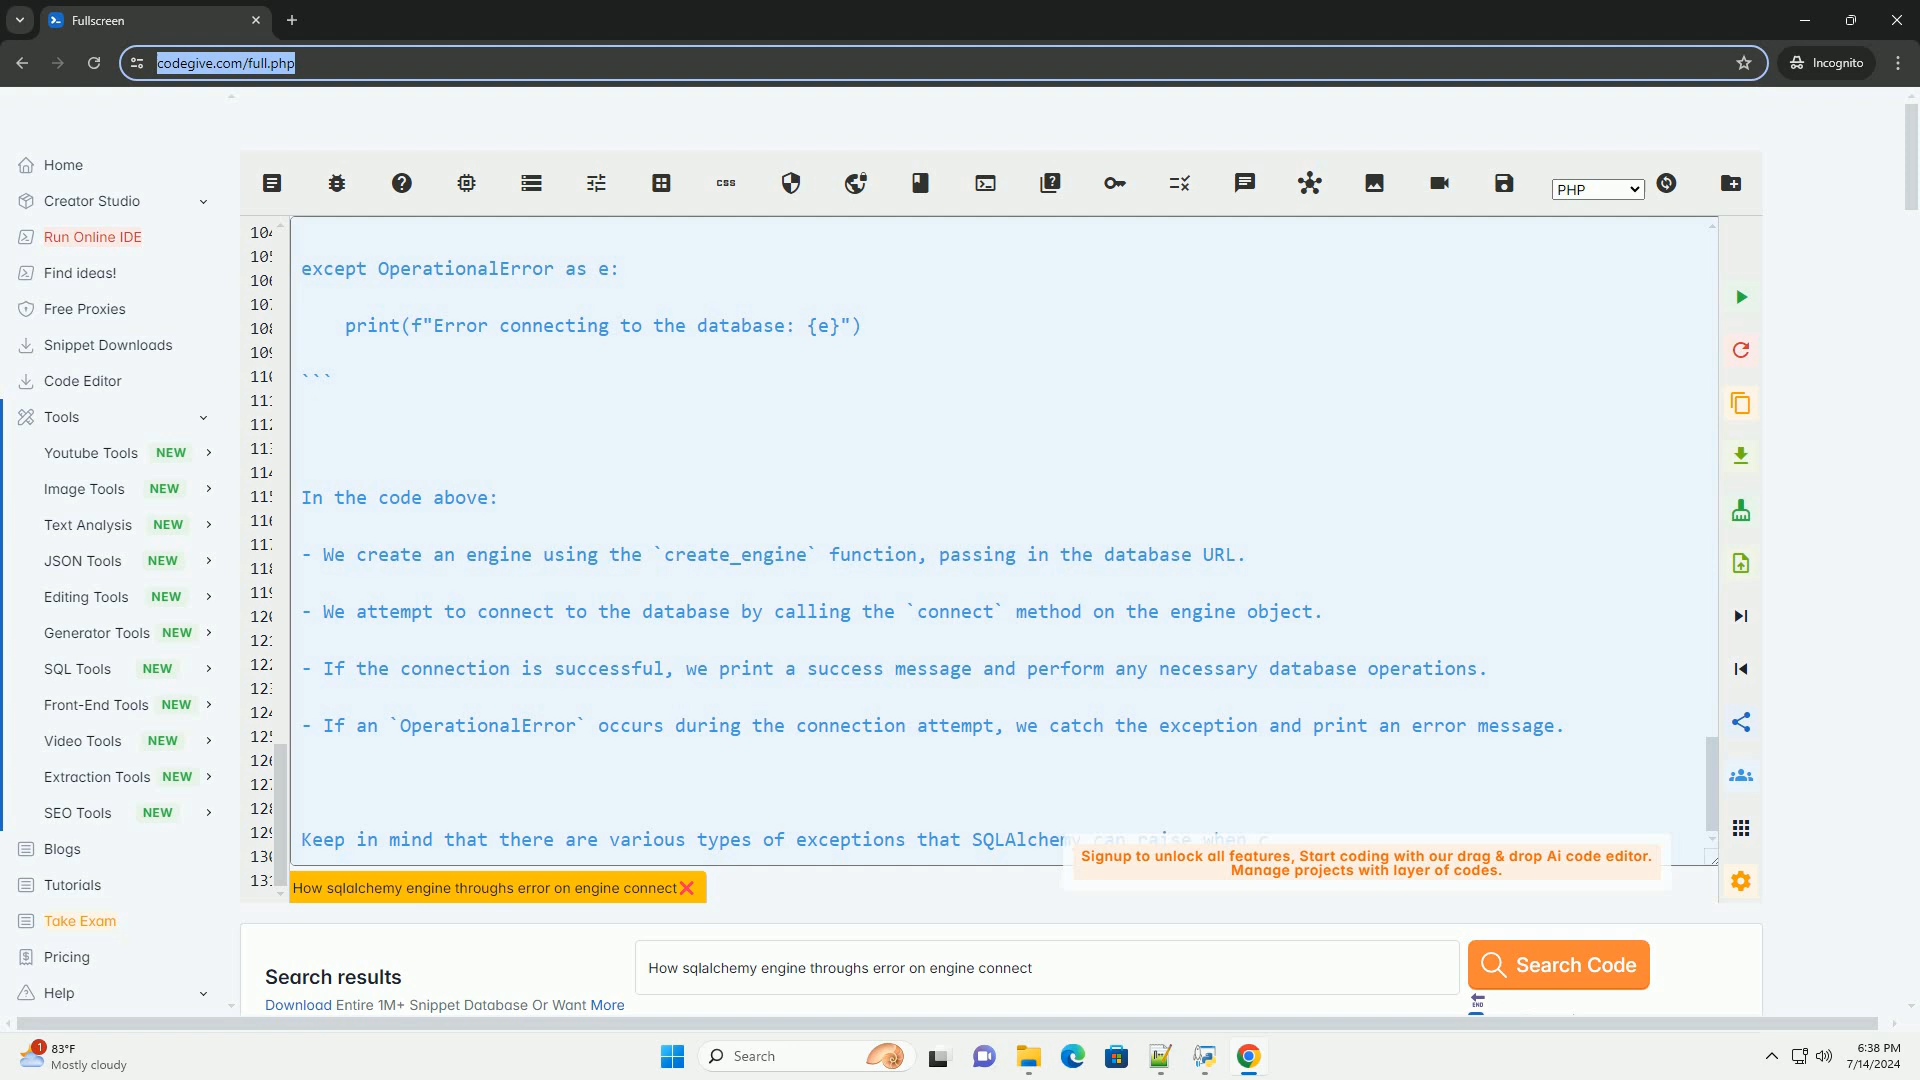 Fullscreen
codegive.com/full.php
Incognito
Home
Creator Studio
Run Online IDE
Find ideas!
Free Proxies
Snippet Downloads
Code Editor
Tools
Youtube Tools NEW
Image Tools NEW
Text Analysis NEW
JSON Tools NEW
Editing Tools NEW
Generator Tools NEW
SQL Tools NEW
Front-End Tools NEW
Video Tools NEW
Extraction Tools NEW
SEO Tools NEW
Blogs
Tutorials
Take Exam
Pricing
Help
css
PHP
except OperationalError as e:
print(f"Error connecting to the database: {e}")
```
In the code above:
- We create an engine using the `create_engine` function, passing in the database URL.
- We attempt to connect to the database by calling the `connect` method on the engine object.
- If the connection is successful, we print a success message and perform any necessary database operations.
- If an `OperationalError` occurs during the connection attempt, we catch the exception and print an error message.
Keep in mind that there are various types of exceptions that SQLAlchemy can raise when c
Signup to unlock all features, Start coding with our drag & drop Ai code editor.
Manage projects with layer of codes.
How sqlalchemy engine throughs error on engine connect❌
Search results
How sqlalchemy engine throughs error on engine connect
Search Code
Download Entire 1M+ Snippet Database Or Want More
END
1
83°F
Mostly cloudy
Search
6:38 PM
7/14/2024